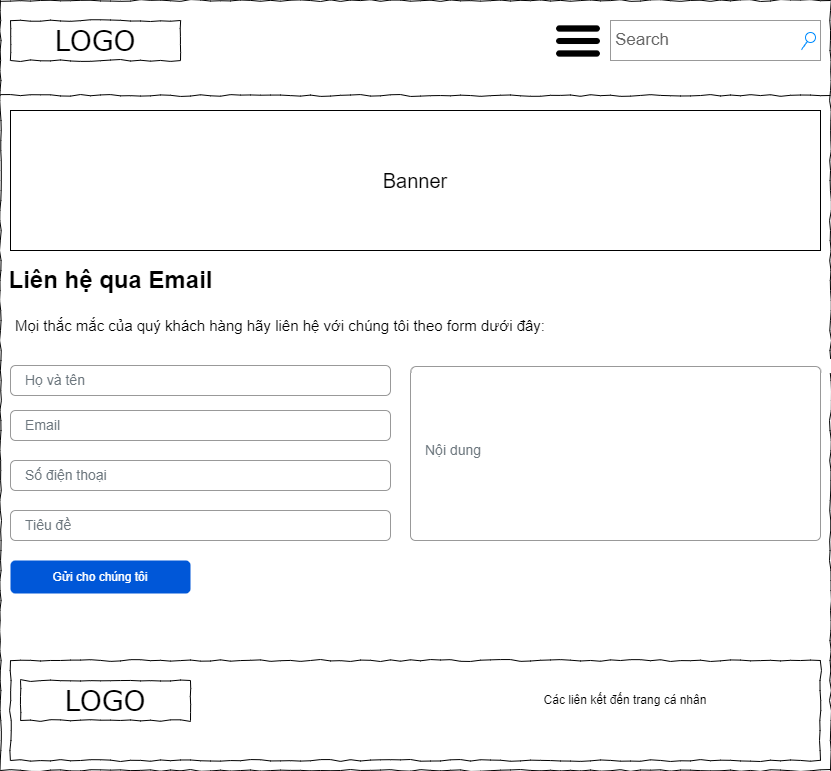 LOGO
Search
Banner
Liên hệ qua Email
Mọi thắc mắc của quý khách hàng hãy liên hệ với chúng tôi theo form dưới đây:
Họ và tên
Email
Số điện thoại
Tiêu đề
Nội dung
Gửi cho chúng tôi
LOGO
Các liên kết đến trang cá nhân